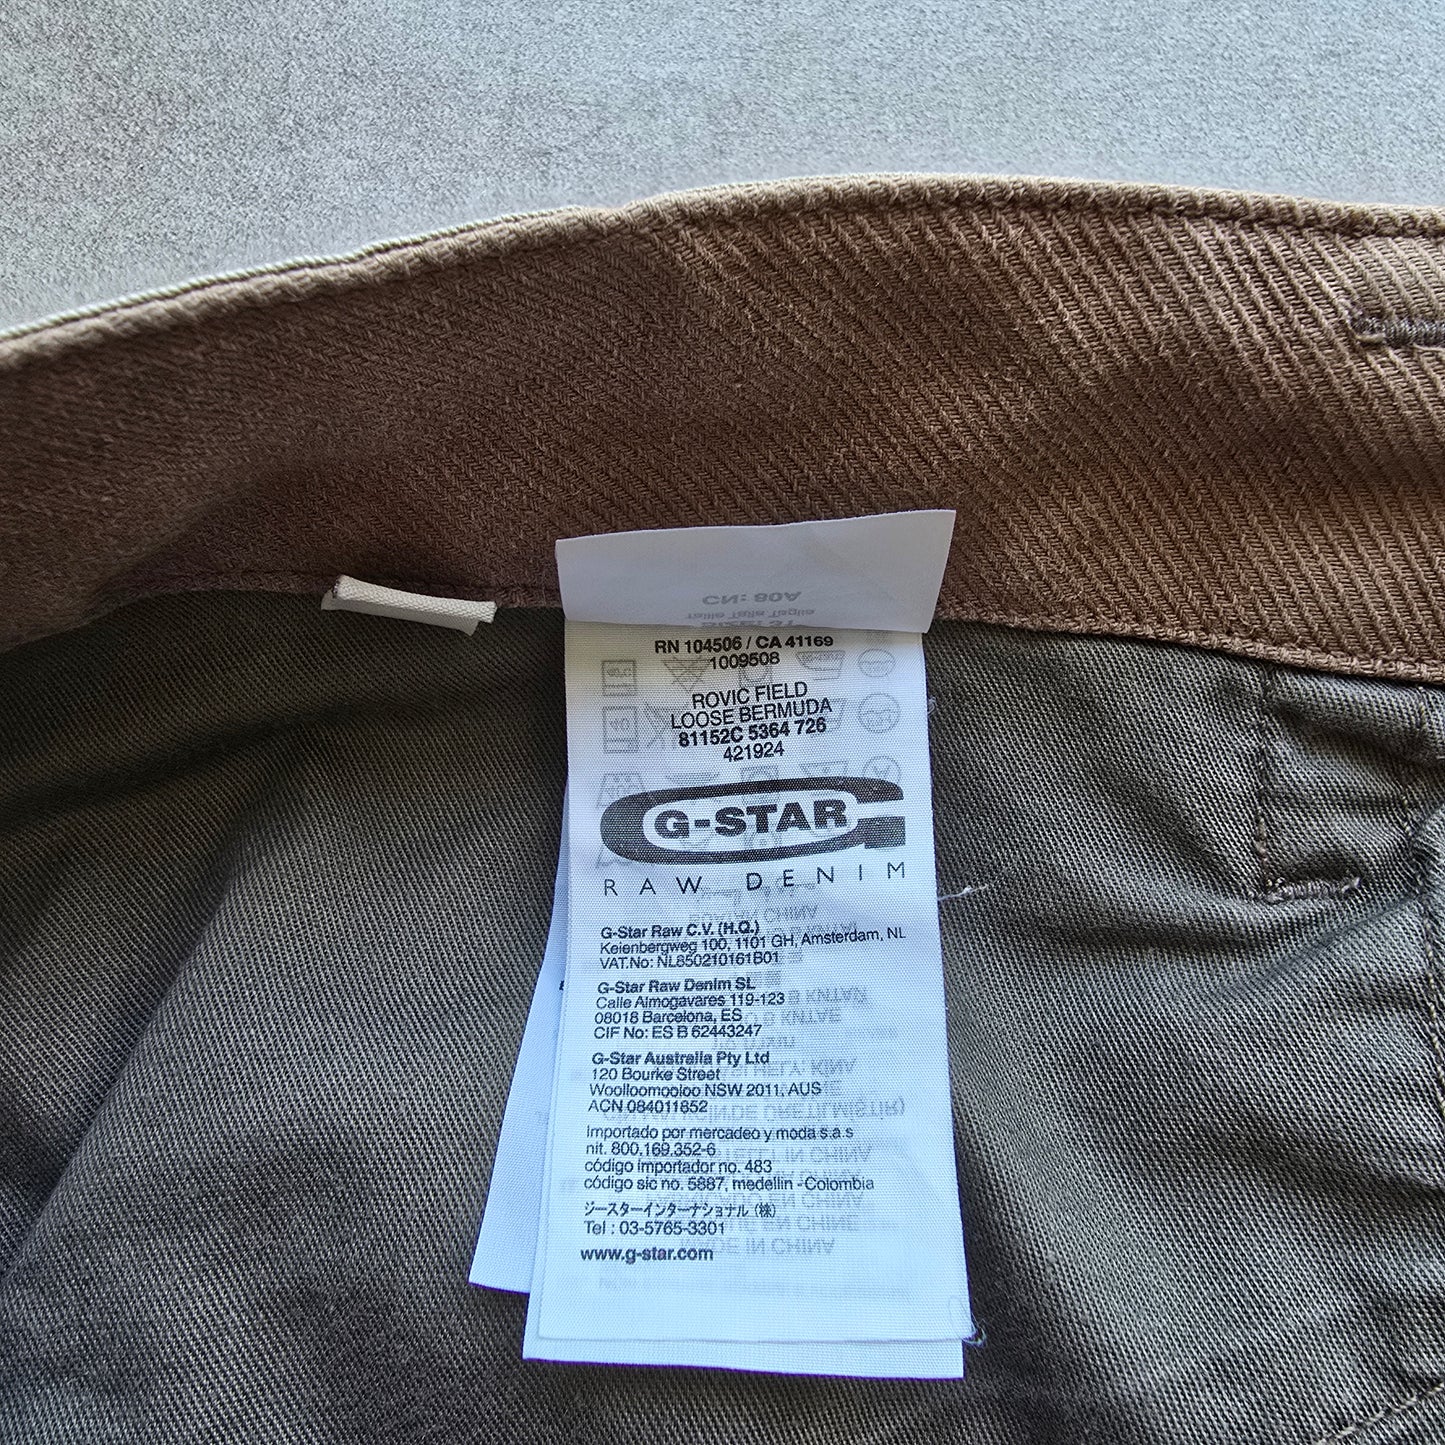 RN 104506 / CA 41169
1009508
ROVIC FIELD
LOOSE BERMUDA
81152C 5364 726
421924
G-STAR
RAW DENIM
G-Star Raw C.V. (H.Q.)
Keienbergweg 100, 1101 GH, Amsterdam, NL
VAT.No: NL850210161B01
G-Star Raw Denim SL
Calle Almogavares 119-123
08018 Barcelona, ES
CIF No: ES B 62443247
G-Star Australia Pty Ltd
120 Bourke Street
Woolloomooloo NSW 2011, AUS
ACN 084011852
Importado por mercadeo y moda s.a.s
nit. 800.169.352-6
código importador no. 483
código sic no. 5887, medellin - Colombia
ジースターインターナショナル (株)
Tel : 03-5765-3301
www.g-star.com